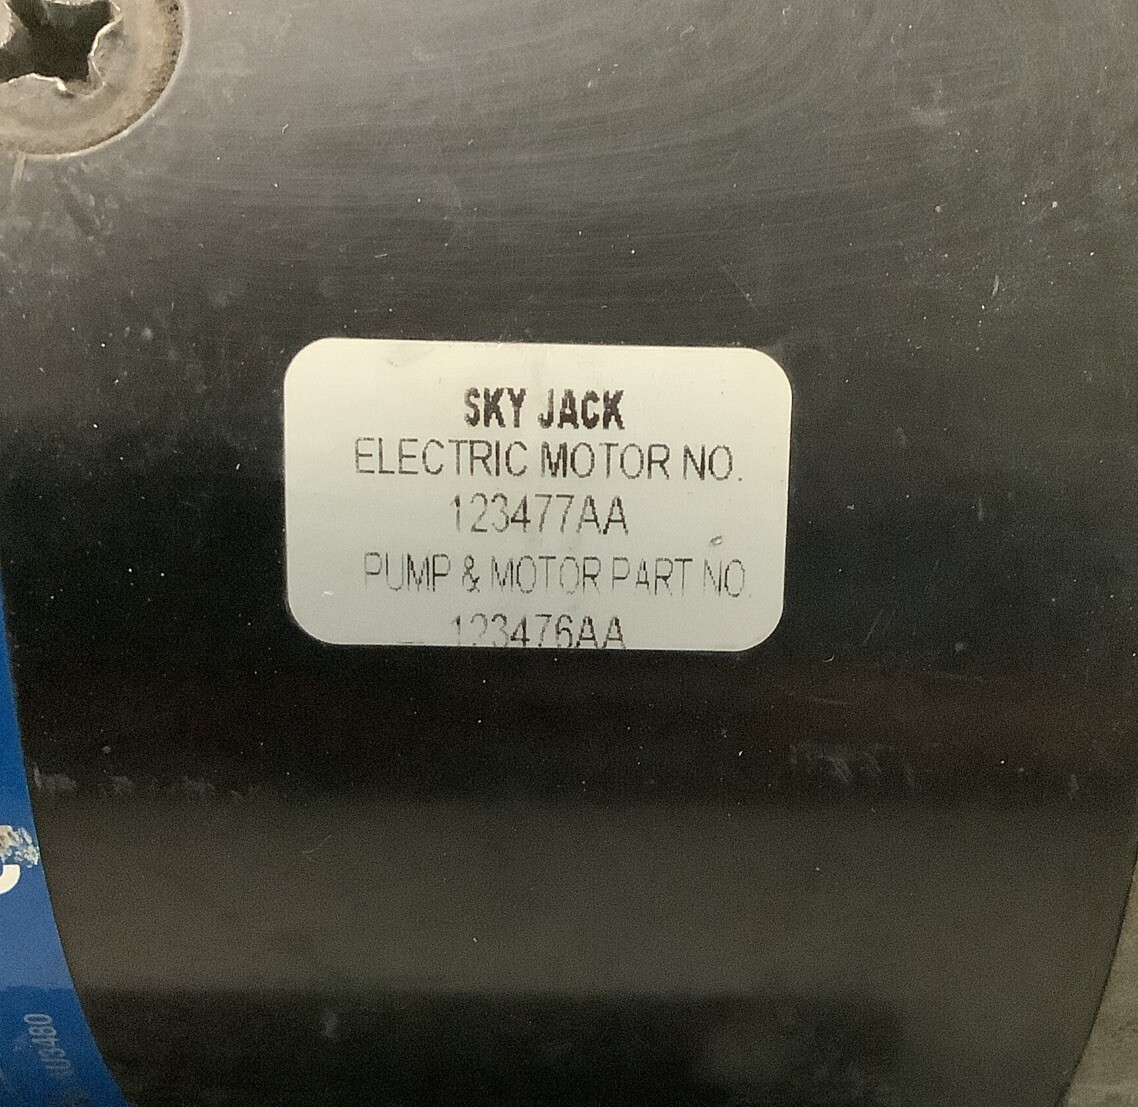 SKY JACK
ELECTRIC MOTOR NO.
123477AA
PUMP & MOTOR PART NO.
123476AA